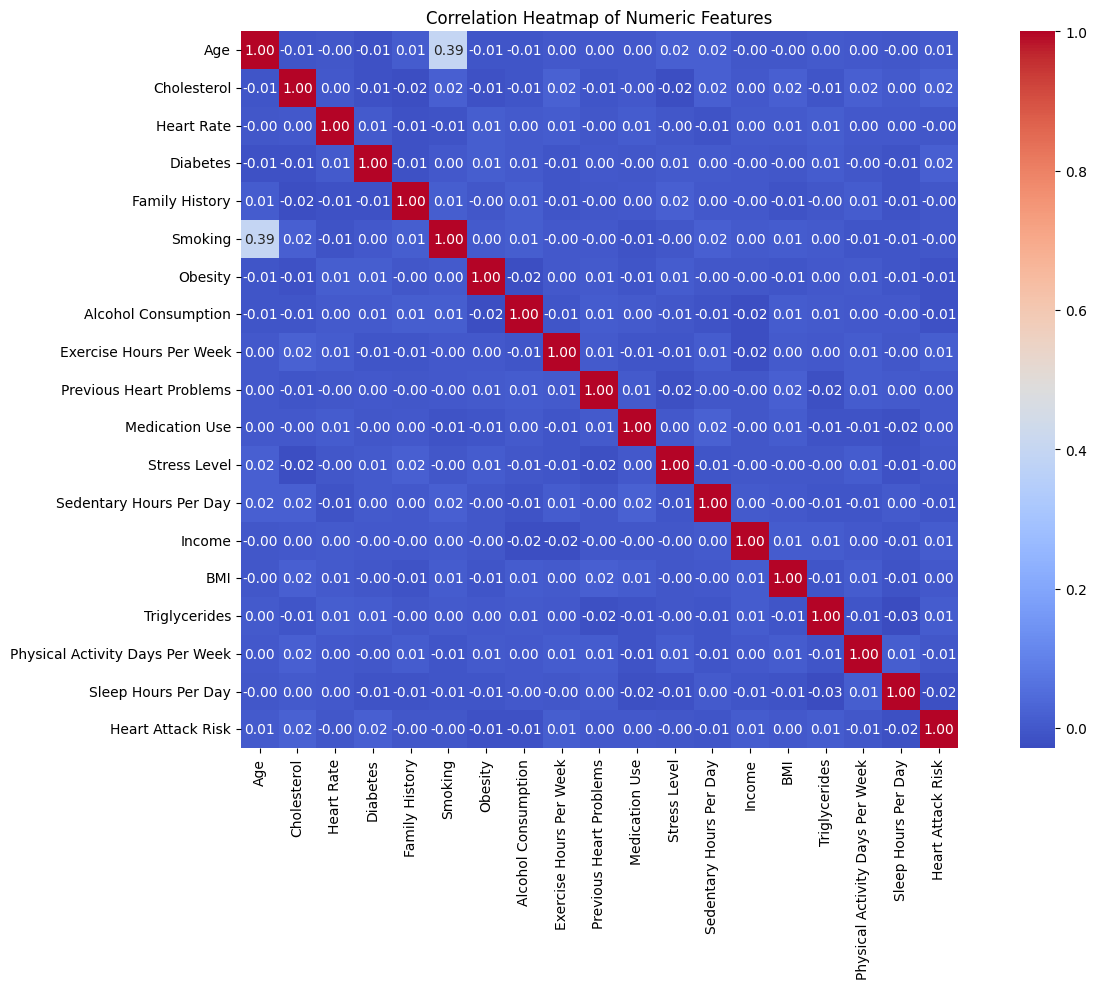 Correlation Heatmap of Numeric Features
Age 1.00 -0.01 -0.00 -0.01 0.01 0.39 -0.01 -0.01 0.00 0.00 0.00 0.02 0.02 -0.00 -0.00 0.00 0.00 -0.00 0.01
Cholesterol -0.01 1.00 0.00 -0.01 -0.02 0.02 -0.01 -0.01 0.02 -0.01 -0.00 -0.02 0.02 0.00 0.02 -0.01 0.02 0.00 0.02
Heart Rate -0.00 0.00 1.00 0.01 -0.01 -0.01 0.01 0.00 0.01 -0.00 0.01 -0.00 -0.01 0.00 0.01 0.01 0.00 0.00 -0.00
Diabetes -0.01 -0.01 0.01 1.00 -0.01 0.00 0.01 0.01 -0.01 0.00 -0.00 0.01 0.00 -0.00 -0.00 0.01 -0.00 -0.01 0.02
Family History 0.01 -0.02 -0.01 -0.01 1.00 0.01 -0.00 0.01 -0.01 -0.00 0.00 0.02 0.00 -0.00 -0.01 -0.00 0.01 -0.01 -0.00
Smoking 0.39 0.02 -0.01 0.00 0.01 1.00 0.00 0.01 -0.00 -0.00 -0.01 -0.00 0.02 0.00 0.01 0.00 -0.01 -0.01 -0.00
Obesity -0.01 -0.01 0.01 0.01 -0.00 0.00 1.00 -0.02 0.00 0.01 -0.01 0.01 -0.00 -0.00 -0.01 0.00 0.01 -0.01 -0.01
Alcohol Consumption -0.01 -0.01 0.00 0.01 0.01 0.01 -0.02 1.00 -0.01 0.01 0.00 -0.01 -0.01 -0.02 0.01 0.01 0.00 -0.00 -0.01
Exercise Hours Per Week 0.00 0.02 0.01 -0.01 -0.01 -0.00 0.00 -0.01 1.00 0.01 -0.01 -0.01 0.01 -0.02 0.00 0.00 0.01 -0.00 0.01
Previous Heart Problems 0.00 -0.01 -0.00 0.00 -0.00 -0.00 0.01 0.01 0.01 1.00 0.01 -0.02 -0.00 -0.00 0.02 -0.02 0.01 0.00 0.00
Medication Use 0.00 -0.00 0.01 -0.00 0.00 -0.01 -0.01 0.00 -0.01 0.01 1.00 0.00 0.02 -0.00 0.01 -0.01 -0.01 -0.02 0.00
Stress Level 0.02 -0.02 -0.00 0.01 0.02 -0.00 0.01 -0.01 -0.01 -0.02 0.00 1.00 -0.01 -0.00 -0.00 -0.00 0.01 -0.01 -0.00
Sedentary Hours Per Day 0.02 0.02 -0.01 0.00 0.00 0.02 -0.00 -0.01 0.01 -0.00 0.02 -0.01 1.00 0.00 -0.00 -0.01 -0.01 0.00 -0.01
Income -0.00 0.00 0.00 -0.00 -0.00 0.00 -0.00 -0.02 -0.02 -0.00 -0.00 -0.00 0.00 1.00 0.01 0.01 0.00 -0.01 0.01
BMI -0.00 0.02 0.01 -0.00 -0.01 0.01 -0.01 0.01 0.00 0.02 0.01 -0.00 -0.00 0.01 1.00 -0.01 0.01 -0.01 0.00
Triglycerides 0.00 -0.01 0.01 0.01 -0.00 0.00 0.00 0.01 0.00 -0.02 -0.01 -0.00 -0.01 0.01 -0.01 1.00 -0.01 -0.03 0.01
Physical Activity Days Per Week 0.00 0.02 0.00 -0.00 0.01 -0.01 0.01 0.00 0.01 0.01 -0.01 0.01 -0.01 0.00 0.01 -0.01 1.00 0.01 -0.01
Sleep Hours Per Day -0.00 0.00 0.00 -0.01 -0.01 -0.01 -0.01 -0.00 -0.00 0.00 -0.02 -0.01 0.00 -0.01 -0.01 -0.03 0.01 1.00 -0.02
Heart Attack Risk 0.01 0.02 -0.00 0.02 -0.00 -0.00 -0.01 -0.01 0.01 0.00 0.00 -0.00 -0.01 0.01 0.00 0.01 -0.01 -0.02 1.00
Age
Cholesterol
Heart Rate
Diabetes
Family History
Smoking
Obesity
Alcohol Consumption
Exercise Hours Per Week
Previous Heart Problems
Medication Use
Stress Level
Sedentary Hours Per Day
Income
BMI
Triglycerides
Physical Activity Days Per Week
Sleep Hours Per Day
Heart Attack Risk
1.0
0.8
0.6
0.4
0.2
0.0